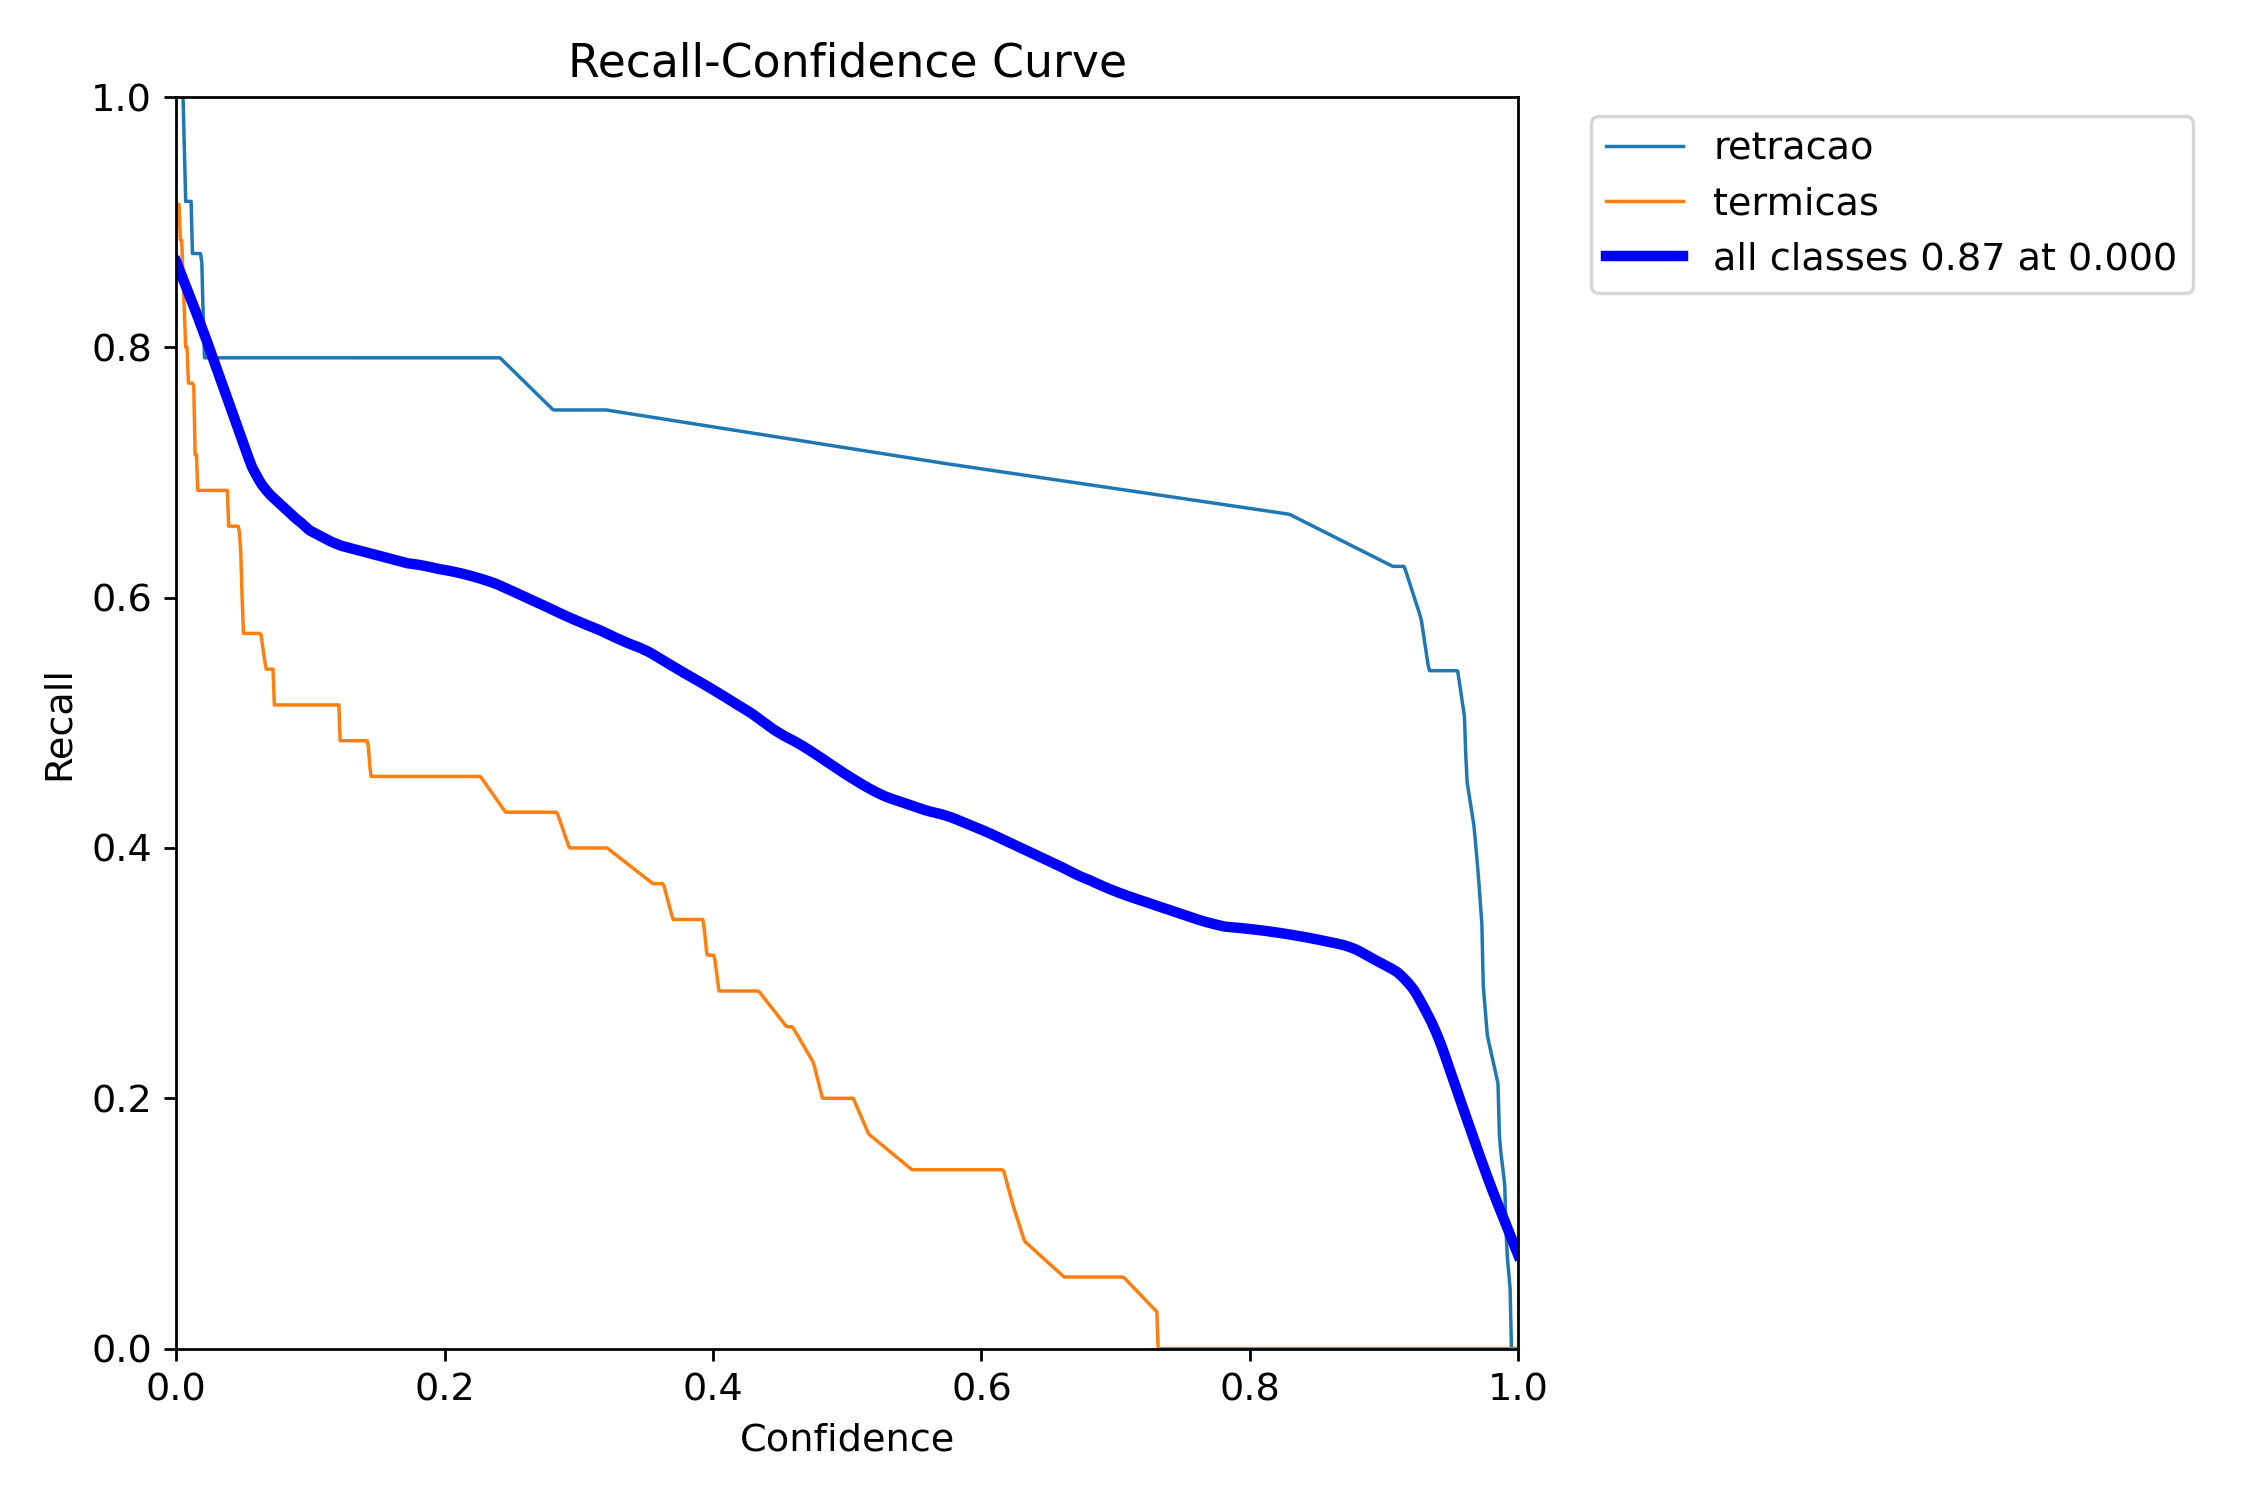 Recall-Confidence Curve
retracao
termicas
all classes 0.87 at 0.000
Recall
1.0
0.8
0.6
0.4
0.2
0.0
0.0 0.2 0.4 0.6 0.8 1.0
Confidence